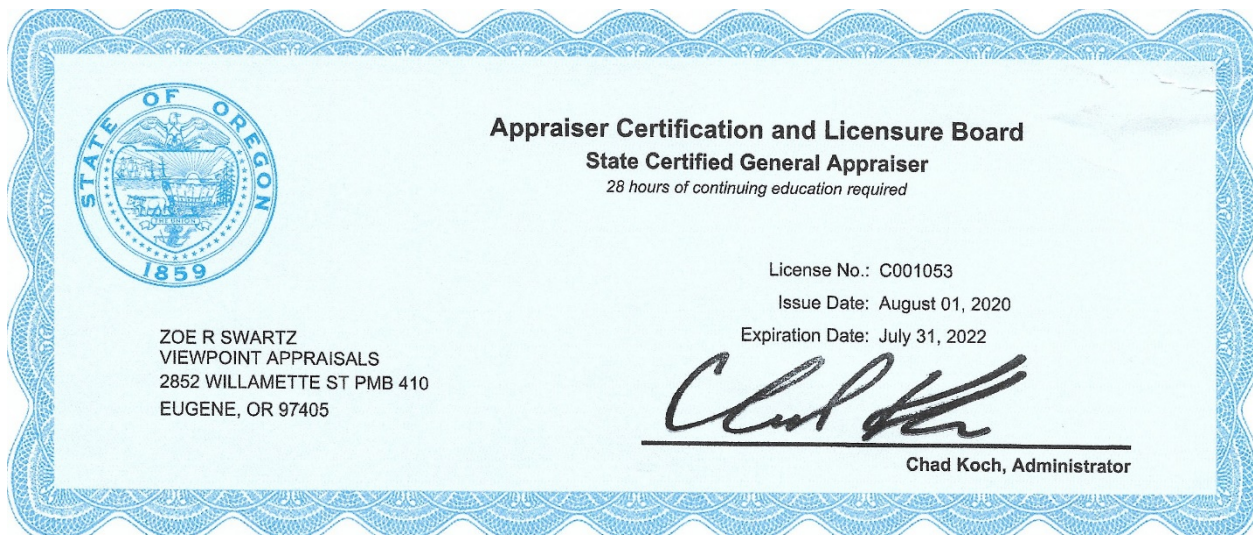 STATE OF OREGON
THE UNION
1859
Appraiser Certification and Licensure Board
State Certified General Appraiser
28 hours of continuing education required
License No.: C001053
Issue Date: August 01, 2020
Expiration Date: July 31, 2022
ZOE R SWARTZ
VIEWPOINT APPRAISALS
2852 WILLAMETTE ST PMB 410
EUGENE, OR 97405
Chad Koch, Administrator